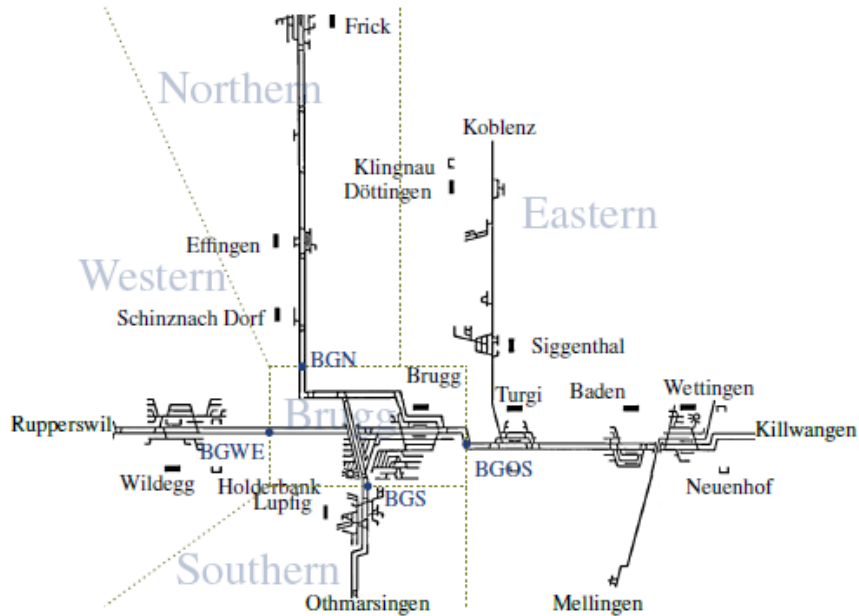 Frick
Northern
Koblenz
Klingnau
Döttingen
Eastern
Effingen
Western
Schinznach Dorf
Siggenthal
BGN
Brugg
Turgi
Baden
Wettingen
Rupperswil
Brugg
Killwangen
BGWE
BGOS
Wildegg
Holderbank
BGS
Neuenhof
Lupfig
Southern
Othmarsingen
Mellingen